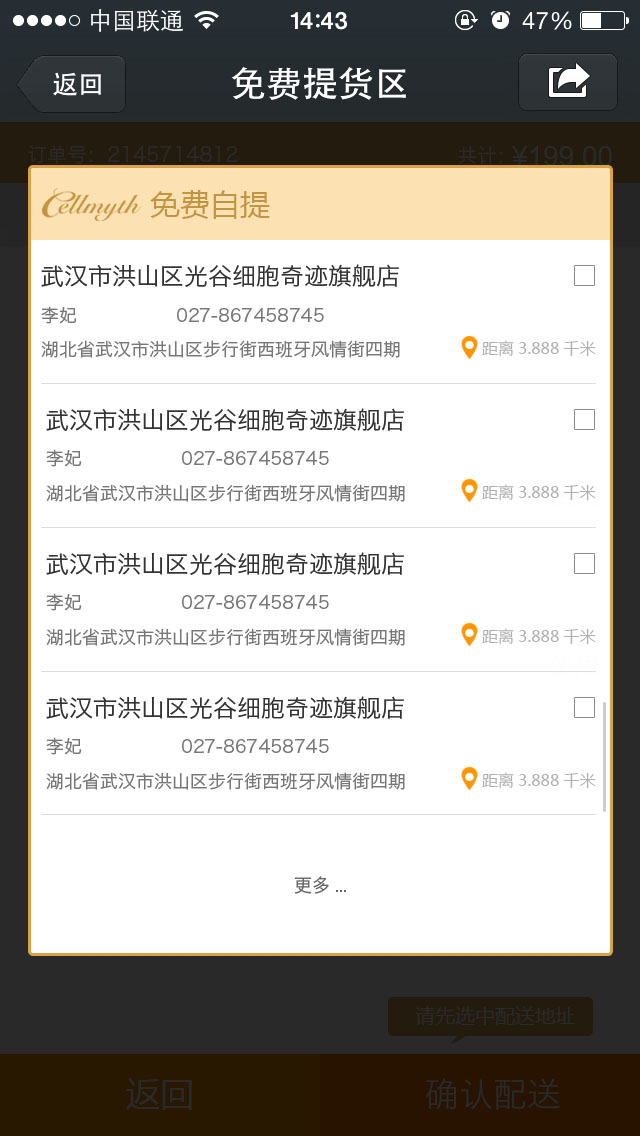 中国联通 14:43 47%
返回 免费提货区
订单号：2145714812 共计：¥199.00
Cellmyth 免费自提
武汉市洪山区光谷细胞奇迹旗舰店
李妃 027-867458745
湖北省武汉市洪山区步行街西班牙风情街四期 距离 3.888 千米
武汉市洪山区光谷细胞奇迹旗舰店
李妃 027-867458745
湖北省武汉市洪山区步行街西班牙风情街四期 距离 3.888 千米
武汉市洪山区光谷细胞奇迹旗舰店
李妃 027-867458745
湖北省武汉市洪山区步行街西班牙风情街四期 距离 3.888 千米
武汉市洪山区光谷细胞奇迹旗舰店
李妃 027-867458745
湖北省武汉市洪山区步行街西班牙风情街四期 距离 3.888 千米
更多 ...
请先选中配送地址
返回 确认配送